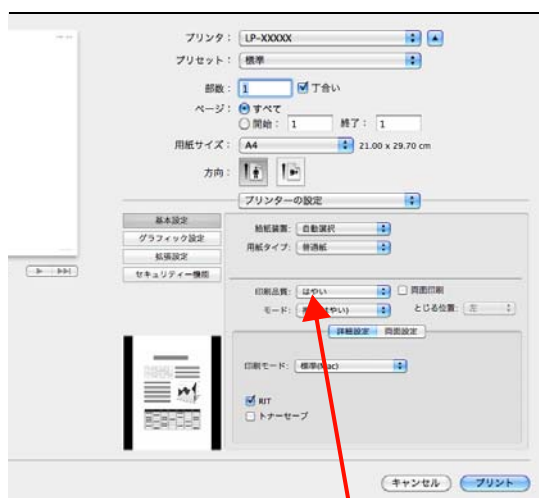 プリンタ： LP-XXXXX
プリセット： 標準
部数： 1 丁合い
ページ： すべて
開始： 1 終了： 1
用紙サイズ： A4 21.00 x 29.70 cm
方向：
プリンターの設定
基本設定
グラフィック設定
拡張設定
セキュリティー機能
給紙装置： 自動選択
用紙タイプ： 普通紙
印刷品質： はやい 両面印刷
モード： はやい) とじる位置： 左
詳細設定 両面設定
印刷モード： 標準(Mac)
RIT
トナーセーブ
キャンセル プリント